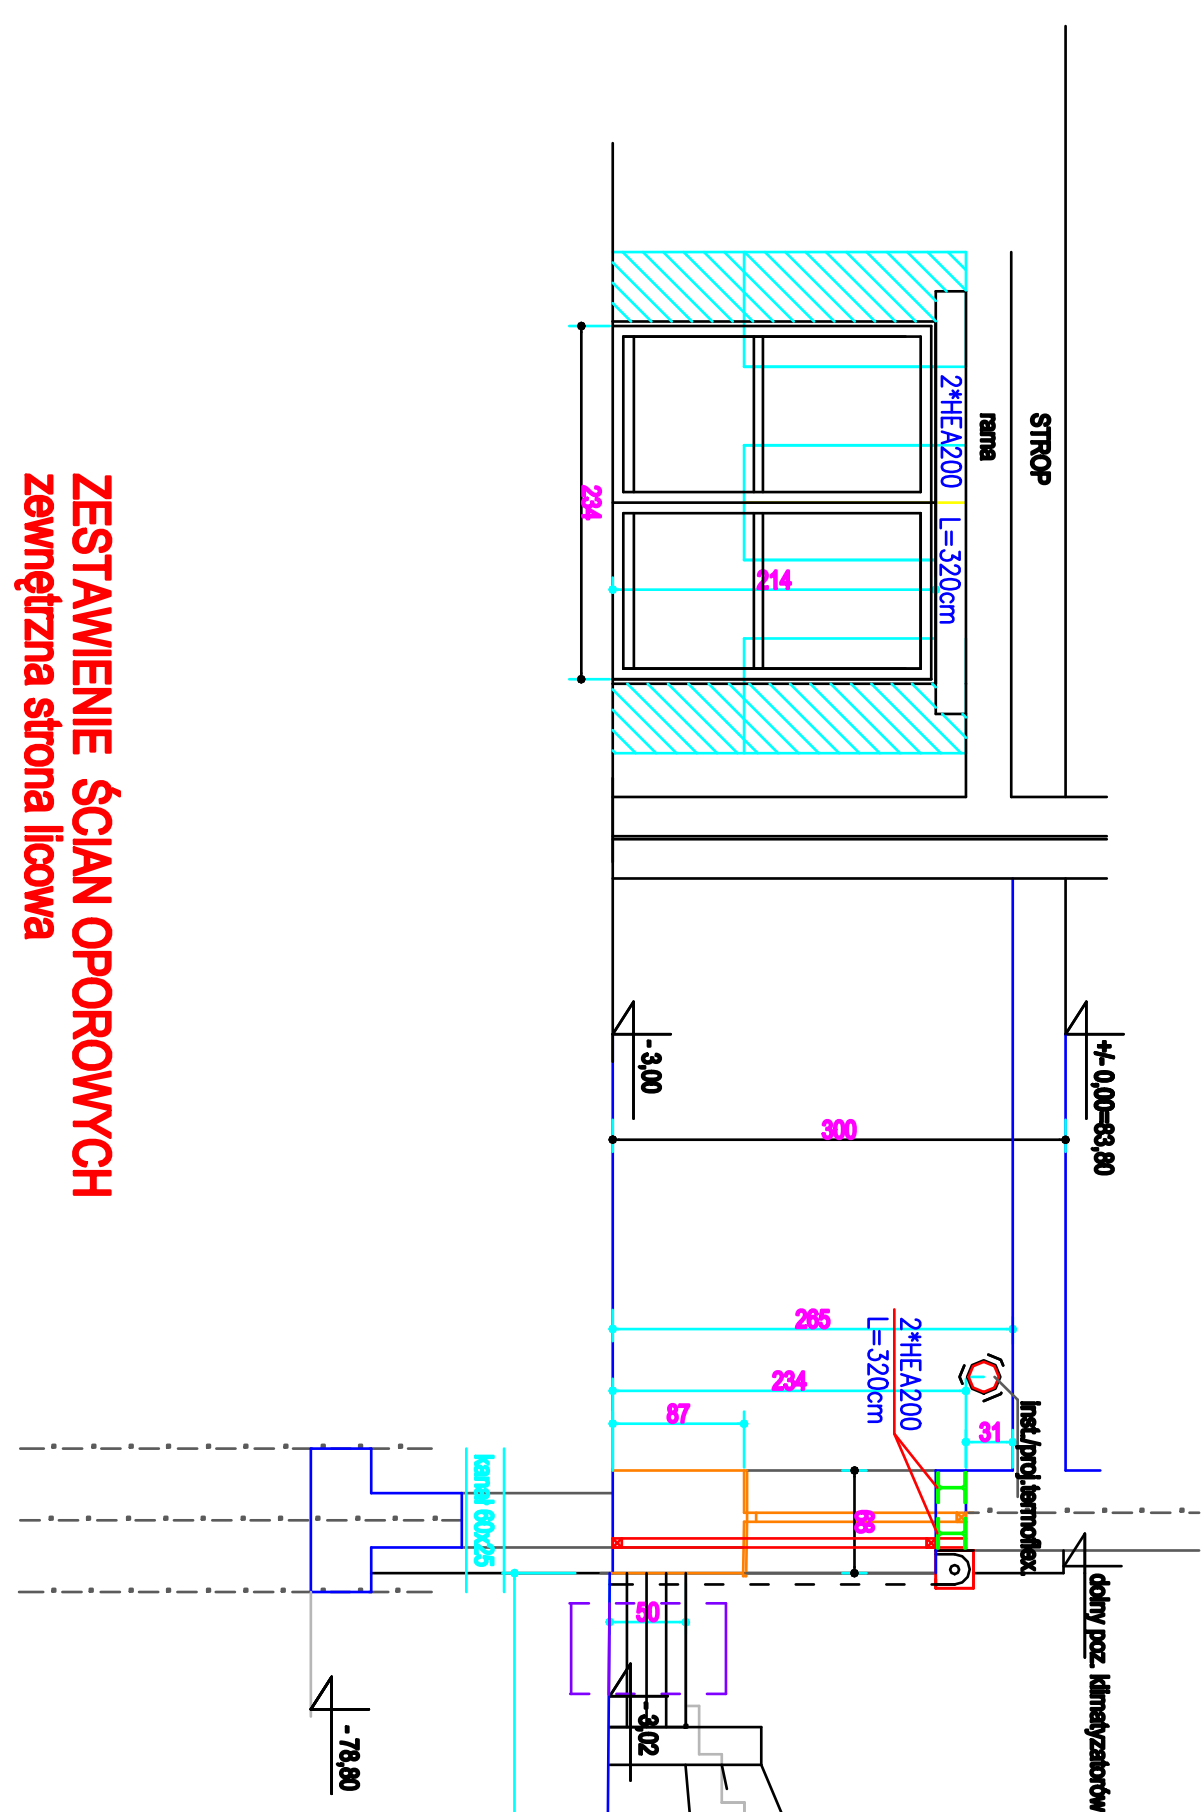 STROP
rama
2*HEA200 L=320cm
234
214
ZESTAWIENIE ŚCIAN OPOROWYCH
zewnętrzna strona licowa
+/- 0,00=83,80
- 3,00
300
265
234
87
31
2*HEA200
L=320cm
inst./proj.termoflex.
88
kanał 60x25
50
dolny poz. klimatyzatorów
- 3,02
- 78,80